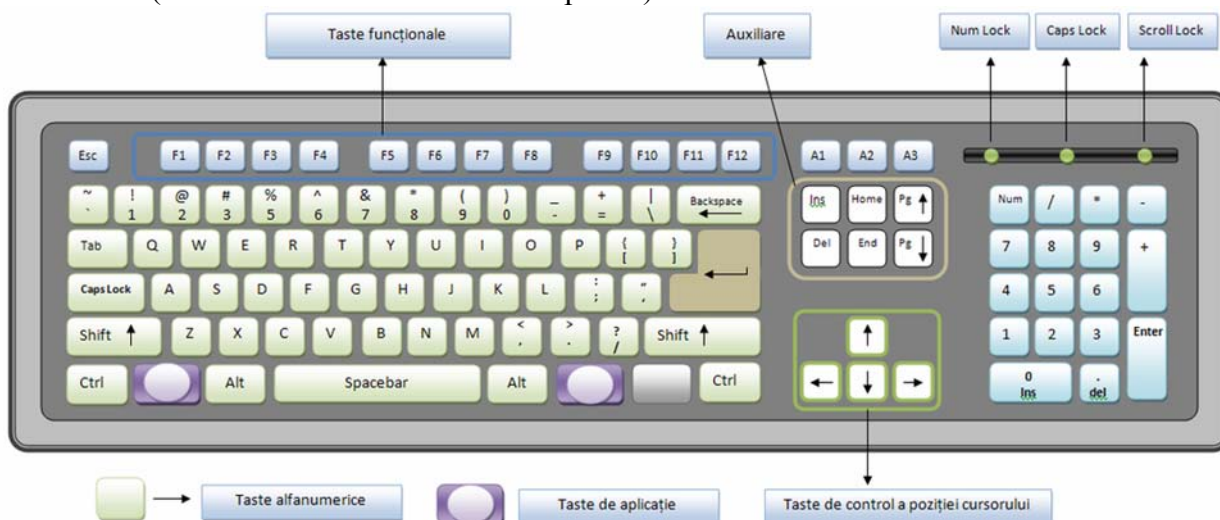 Taste funcționale
Auxiliare
Num Lock
Caps Lock
Scroll Lock
Esc F1 F2 F3 F4 F5 F6 F7 F8 F9 F10 F11 F12 A1 A2 A3
~ ` ! 1 @ 2 # 3 % 5 ^ 6 & 7 * 8 ( 9 ) 0 _ - + = | \ Backspace
Ins Home Pg
Num / * -
Tab Q W E R T Y U I O P { [ } ]
Del End Pg
7 8 9 +
Caps Lock A S D F G H J K L : ; " ,
4 5 6
Shift Z X C V B N M < , > . ? / Shift
1 2 3 Enter
Ctrl Alt Spacebar Alt Ctrl
0 Ins . del
Taste alfanumerice
Taste de aplicație
Taste de control a poziției cursorului